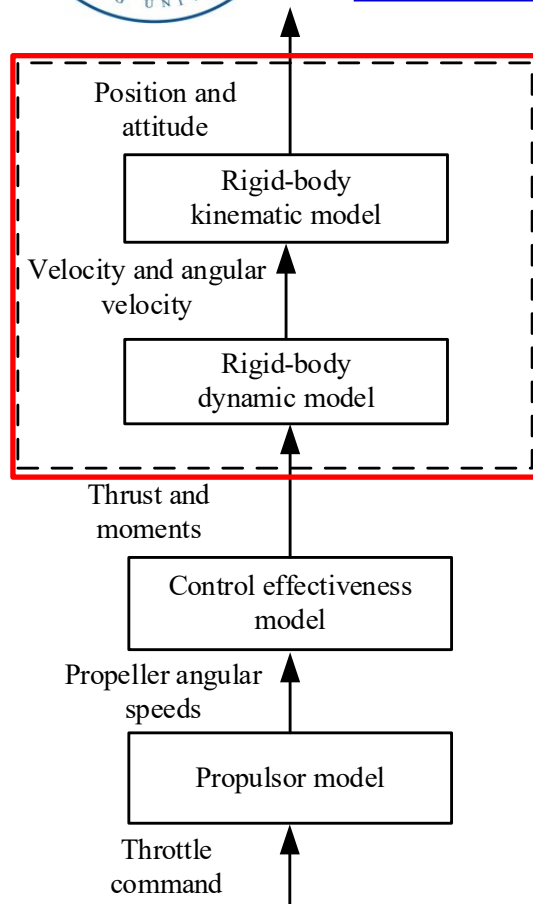 UNI
Position and
attitude
Rigid-body
kinematic model
Velocity and angular
velocity
Rigid-body
dynamic model
Thrust and
moments
Control effectiveness
model
Propeller angular
speeds
Propulsor model
Throttle
command